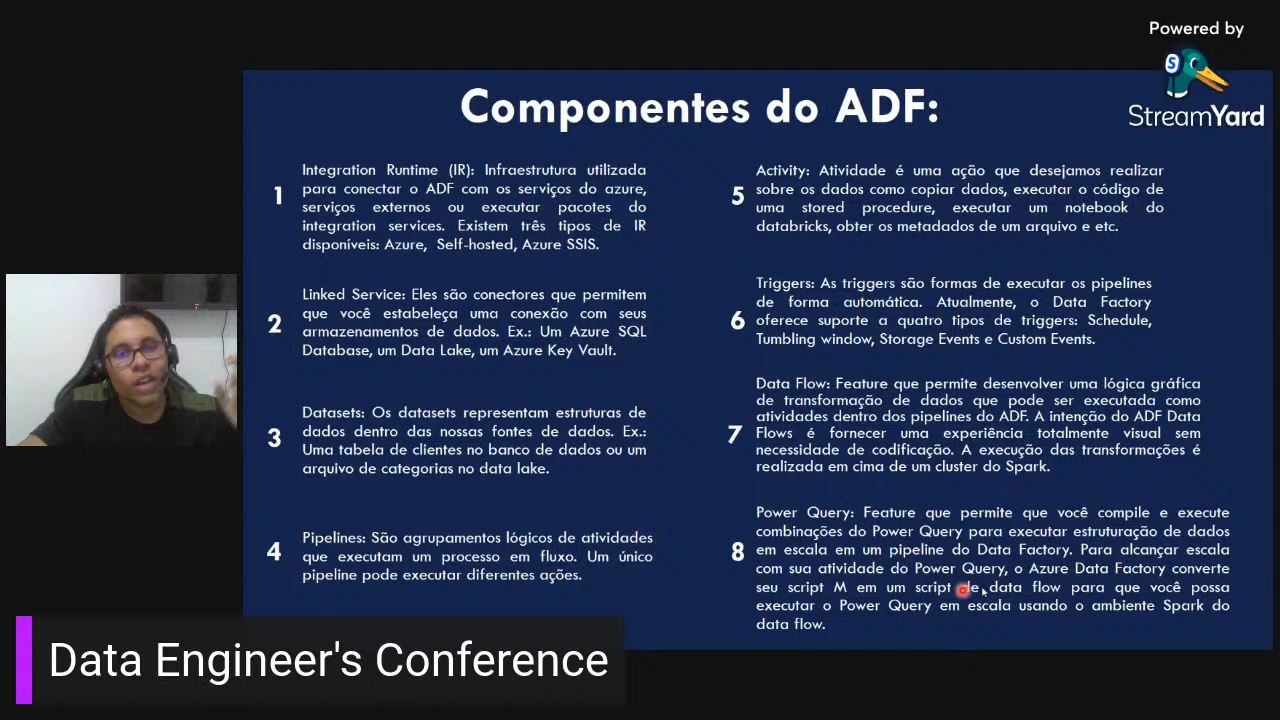 Powered by
S
StreamYard
Componentes do ADF:
1
Integration Runtime (IR): Infraestrutura utilizada
para conectar o ADF com os serviços do azure,
serviços externos ou executar pacotes do
integration services. Existem três tipos de IR
disponíveis: Azure, Self-hosted, Azure SSIS.
2
Linked Service: Eles são conectores que permitem
que você estabeleça uma conexão com seus
armazenamentos de dados. Ex.: Um Azure SQL
Database, um Data Lake, um Azure Key Vault.
3
Datasets: Os datasets representam estruturas de
dados dentro das nossas fontes de dados. Ex.:
Uma tabela de clientes no banco de dados ou um
arquivo de categorias no data lake.
4
Pipelines: São agrupamentos lógicos de atividades
que executam um processo em fluxo. Um único
pipeline pode executar diferentes ações.
5
Activity: Atividade é uma ação que desejamos realizar
sobre os dados como copiar dados, executar o código de
uma stored procedure, executar um notebook do
databricks, obter os metadados de um arquivo e etc.
6
Triggers: As triggers são formas de executar os pipelines
de forma automática. Atualmente, o Data Factory
oferece suporte a quatro tipos de triggers: Schedule,
Tumbling window, Storage Events e Custom Events.
7
Data Flow: Feature que permite desenvolver uma lógica gráfica
de transformação de dados que pode ser executada como
atividades dentro dos pipelines do ADF. A intenção do ADF Data
Flows é fornecer uma experiência totalmente visual sem
necessidade de codificação. A execução das transformações é
realizada em cima de um cluster do Spark.
8
Power Query: Feature que permite que você compile e execute
combinações do Power Query para executar estruturação de dados
em escala em um pipeline do Data Factory. Para alcançar escala
com sua atividade do Power Query, o Azure Data Factory converte
seu script M em um script de data flow para que você possa
executar o Power Query em escala usando o ambiente Spark do
data flow.
Data Engineer's Conference